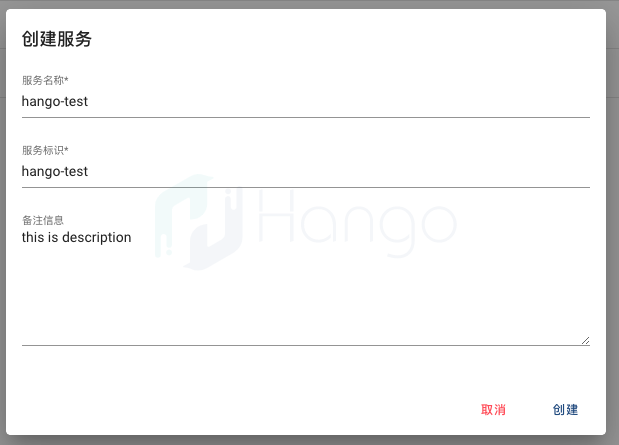 创建服务
服务名称*
hango-test
服务标识*
hango-test
Hango
备注信息
this is description
取消
创建